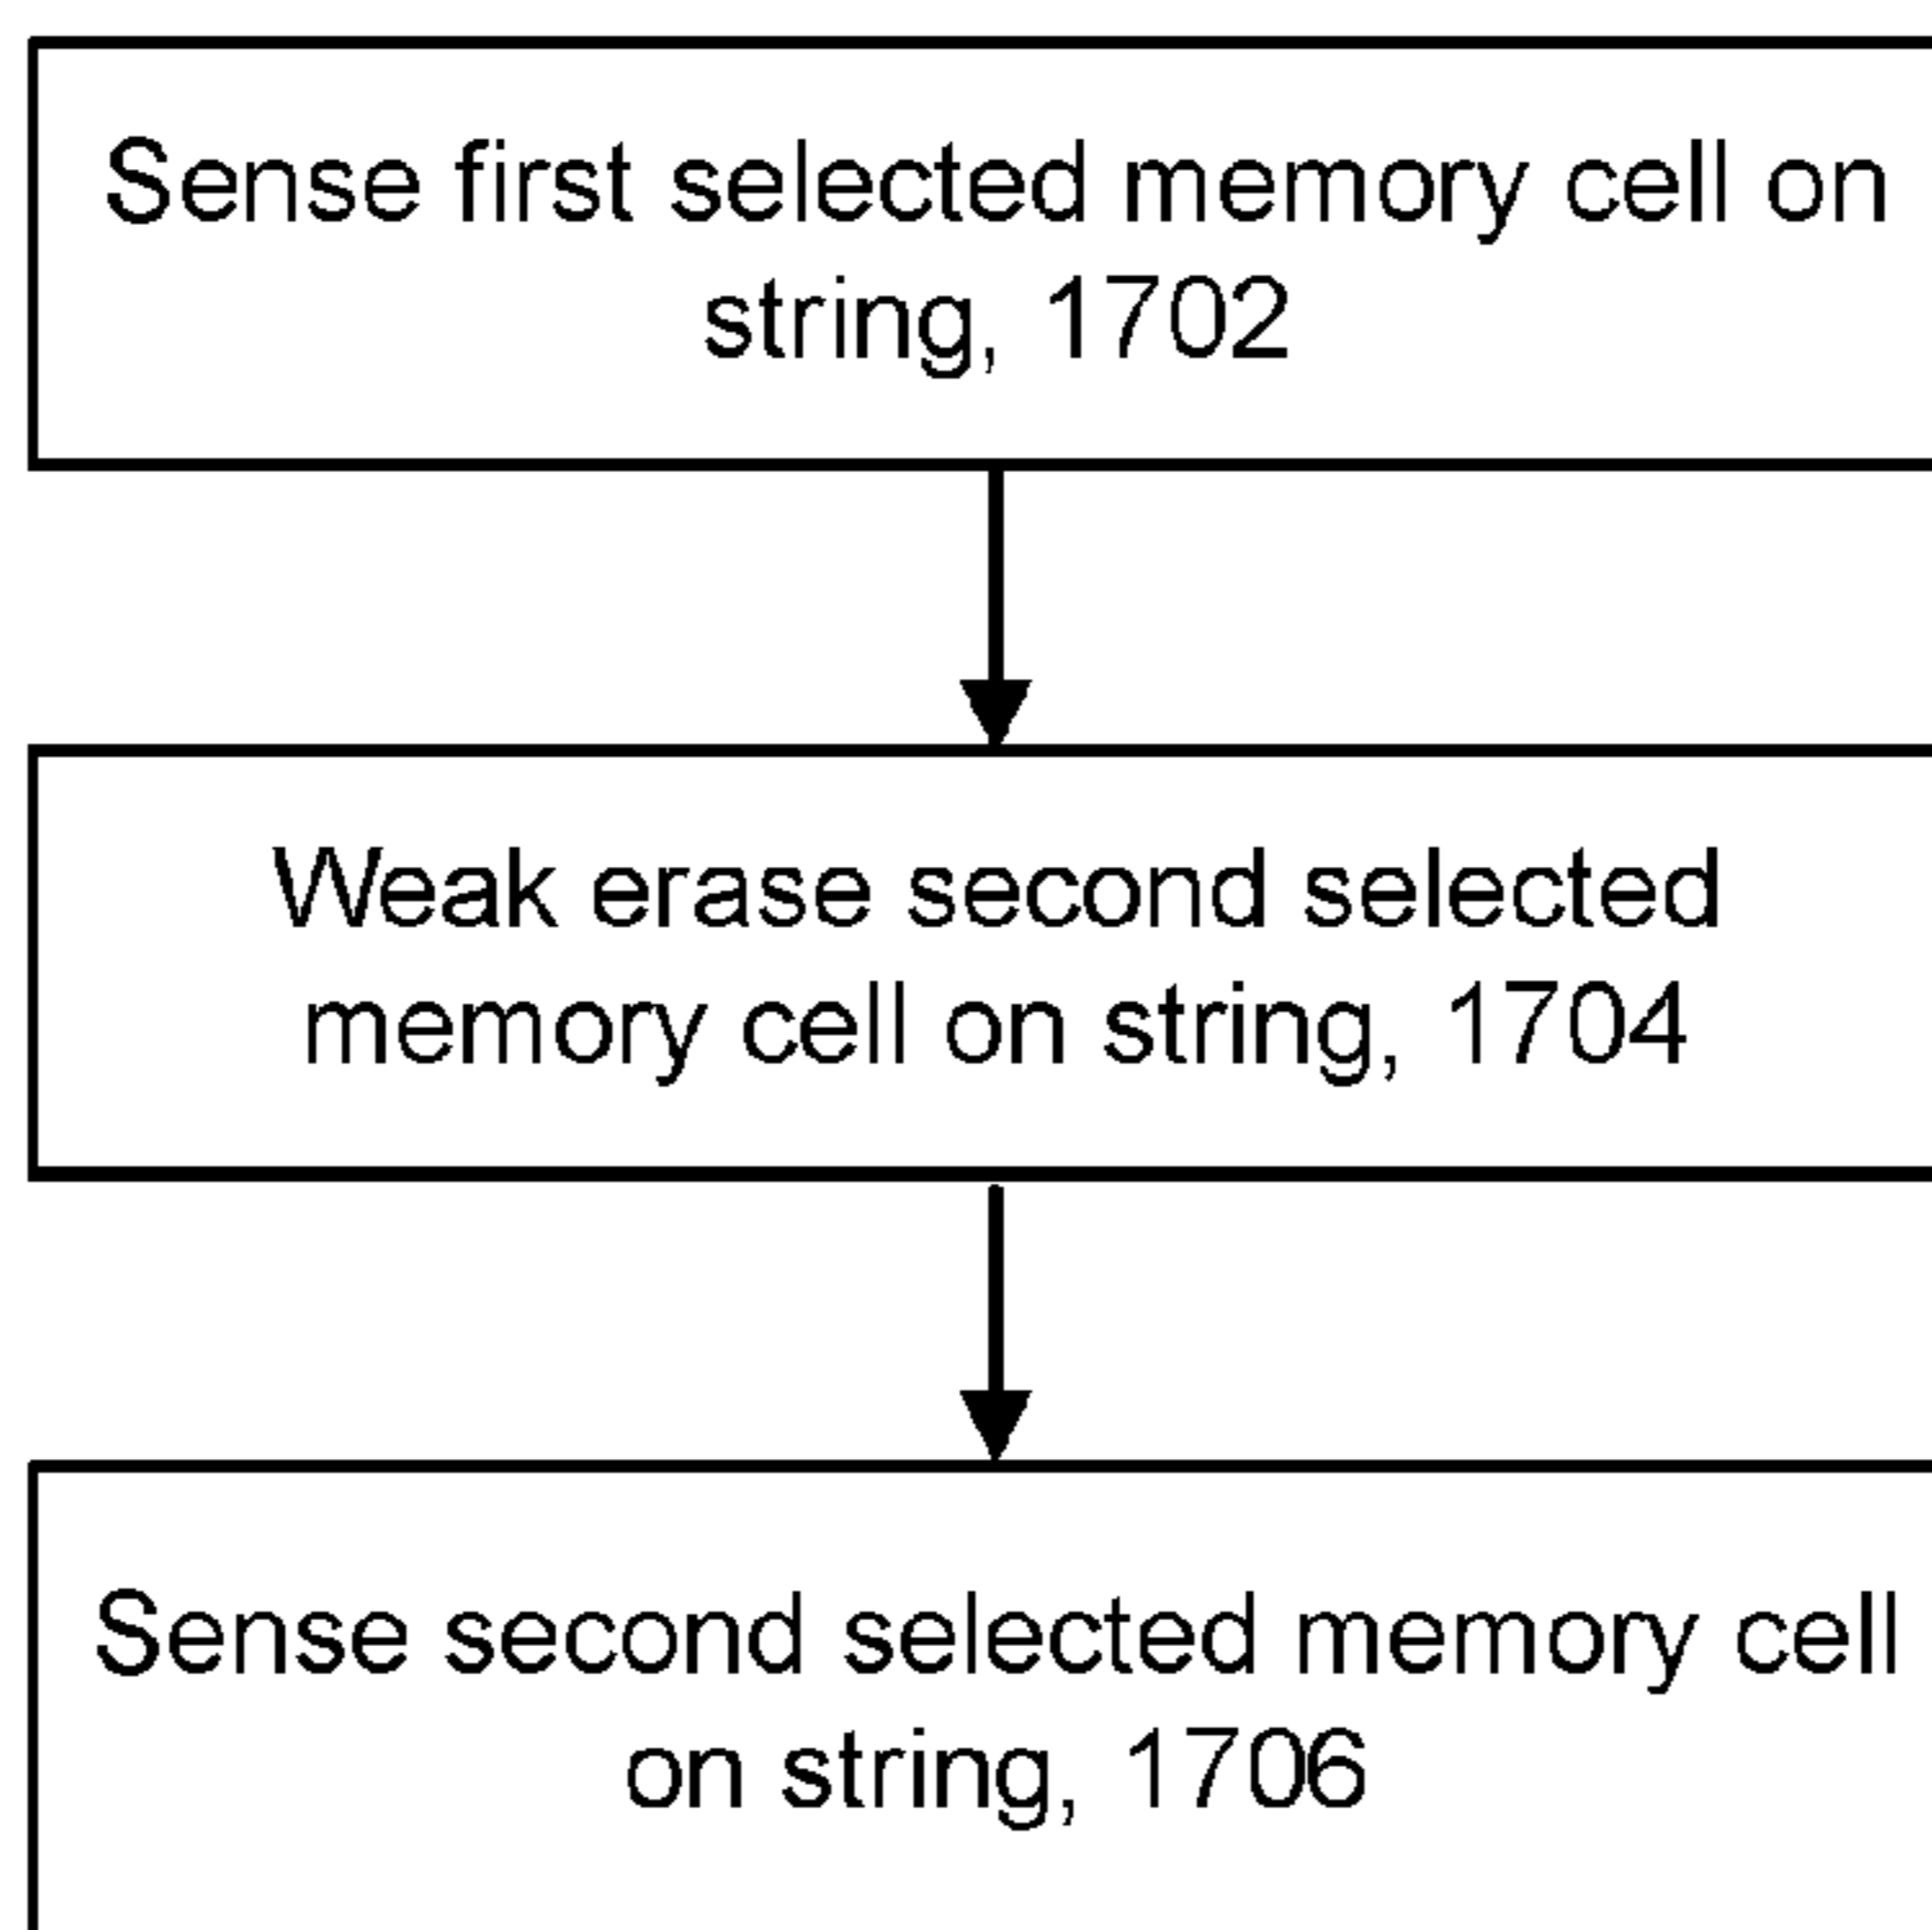 Sense first selected memory cell on
string, 1702
Weak erase second selected
memory cell on string, 1704
Sense second selected memory cell
on string, 1706